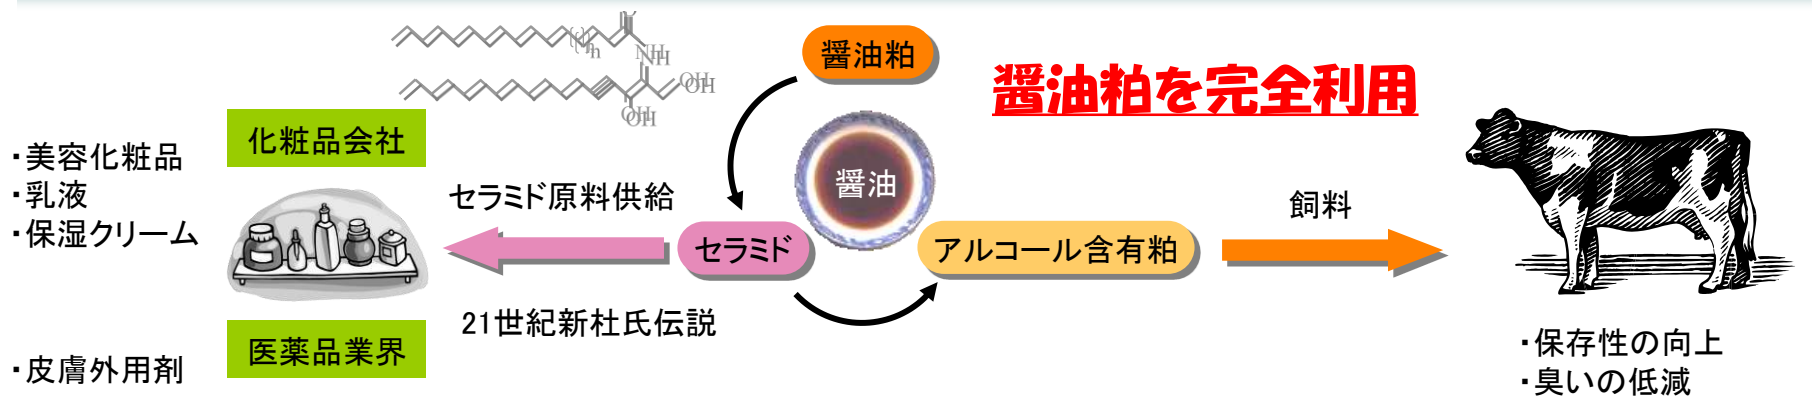 醤油粕
醤油粕を完全利用
NH
OH
OH
n
化粧品会社
・美容化粧品
・乳液
・保湿クリーム
セラミド原料供給
醤油
飼料
セラミド
アルコール含有粕
21世紀新杜氏伝説
医薬品業界
・皮膚外用剤
・保存性の向上
・臭いの低減